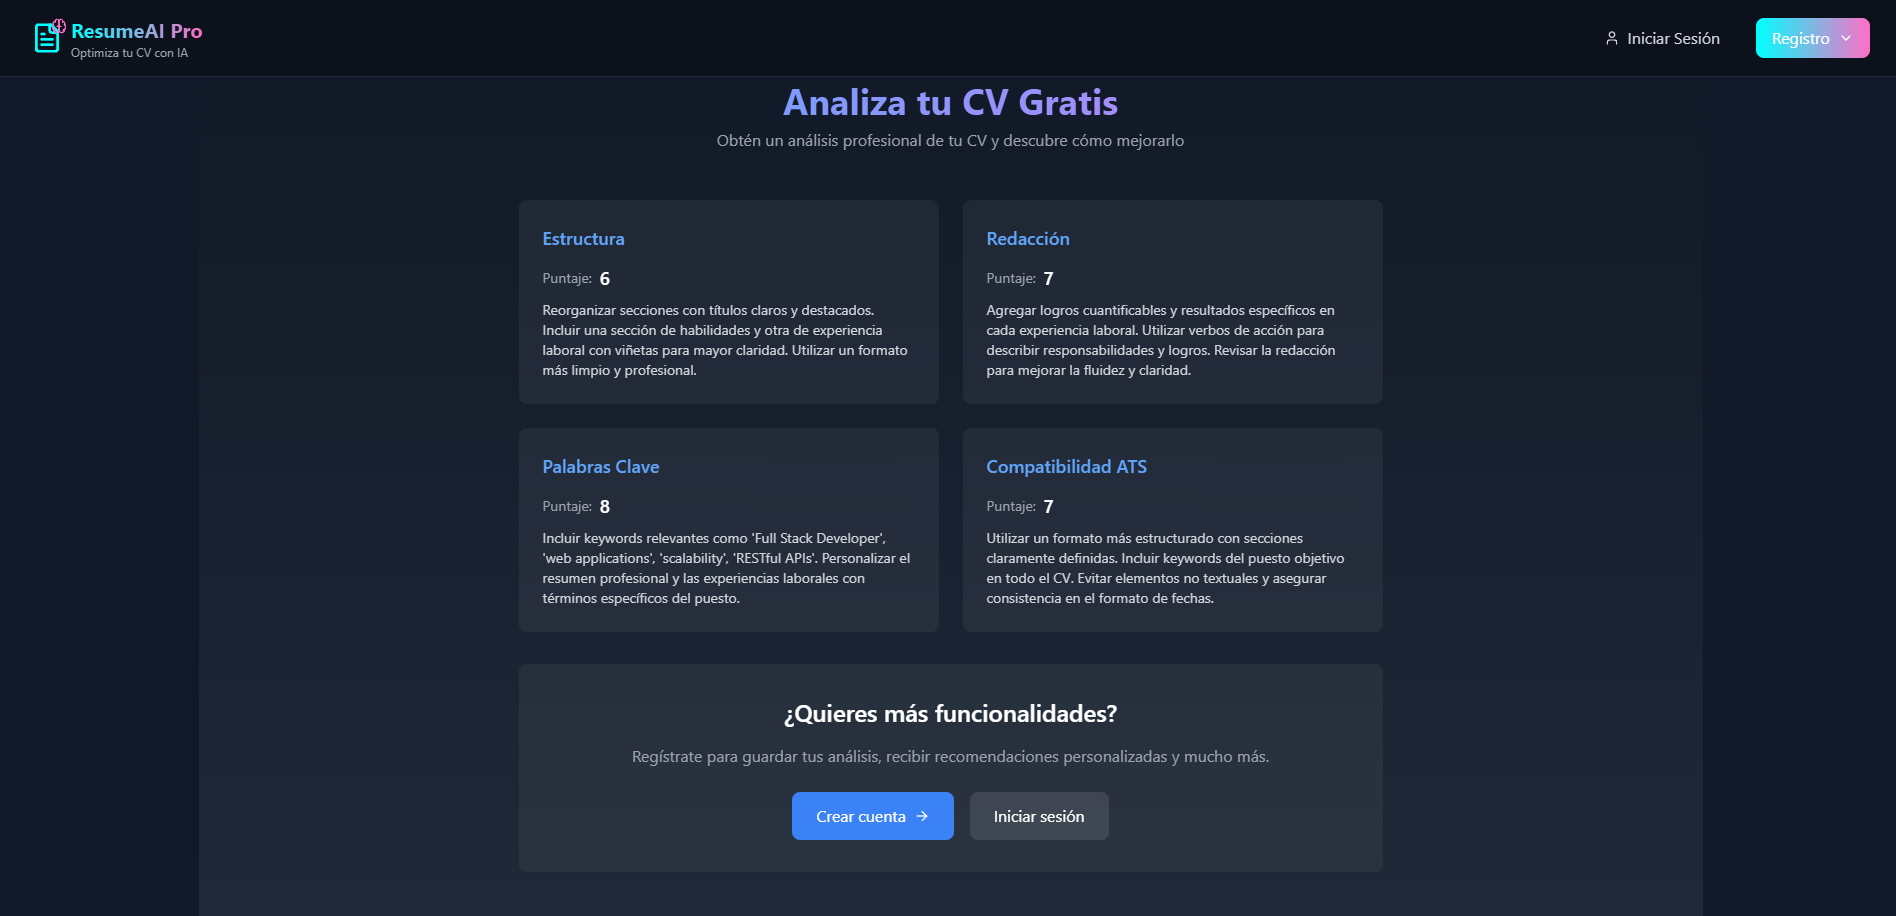 ResumeAI Pro
Optimiza tu CV con IA
Iniciar Sesión
Registro
Analiza tu CV Gratis
Obtén un análisis profesional de tu CV y descubre cómo mejorarlo
Estructura
Puntaje: 6
Reorganizar secciones con títulos claros y destacados.
Incluir una sección de habilidades y otra de experiencia
laboral con viñetas para mayor claridad. Utilizar un formato
más limpio y profesional.
Redacción
Puntaje: 7
Agregar logros cuantificables y resultados específicos en
cada experiencia laboral. Utilizar verbos de acción para
describir responsabilidades y logros. Revisar la redacción
para mejorar la fluidez y claridad.
Palabras Clave
Puntaje: 8
Incluir keywords relevantes como 'Full Stack Developer',
'web applications', 'scalability', 'RESTful APIs'. Personalizar el
resumen profesional y las experiencias laborales con
términos específicos del puesto.
Compatibilidad ATS
Puntaje: 7
Utilizar un formato más estructurado con secciones
claramente definidas. Incluir keywords del puesto objetivo
en todo el CV. Evitar elementos no textuales y asegurar
consistencia en el formato de fechas.
¿Quieres más funcionalidades?
Regístrate para guardar tus análisis, recibir recomendaciones personalizadas y mucho más.
Crear cuenta
Iniciar sesión